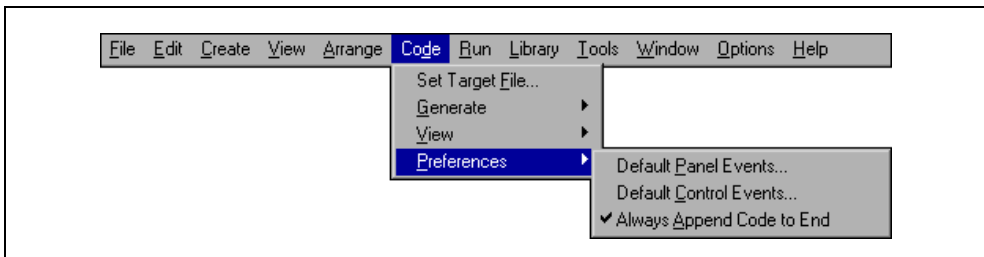 File Edit Create View Arrange Code Run Library Tools Window Options Help
Set Target File...
Generate
View
Preferences
Default Panel Events...
Default Control Events...
Always Append Code to End